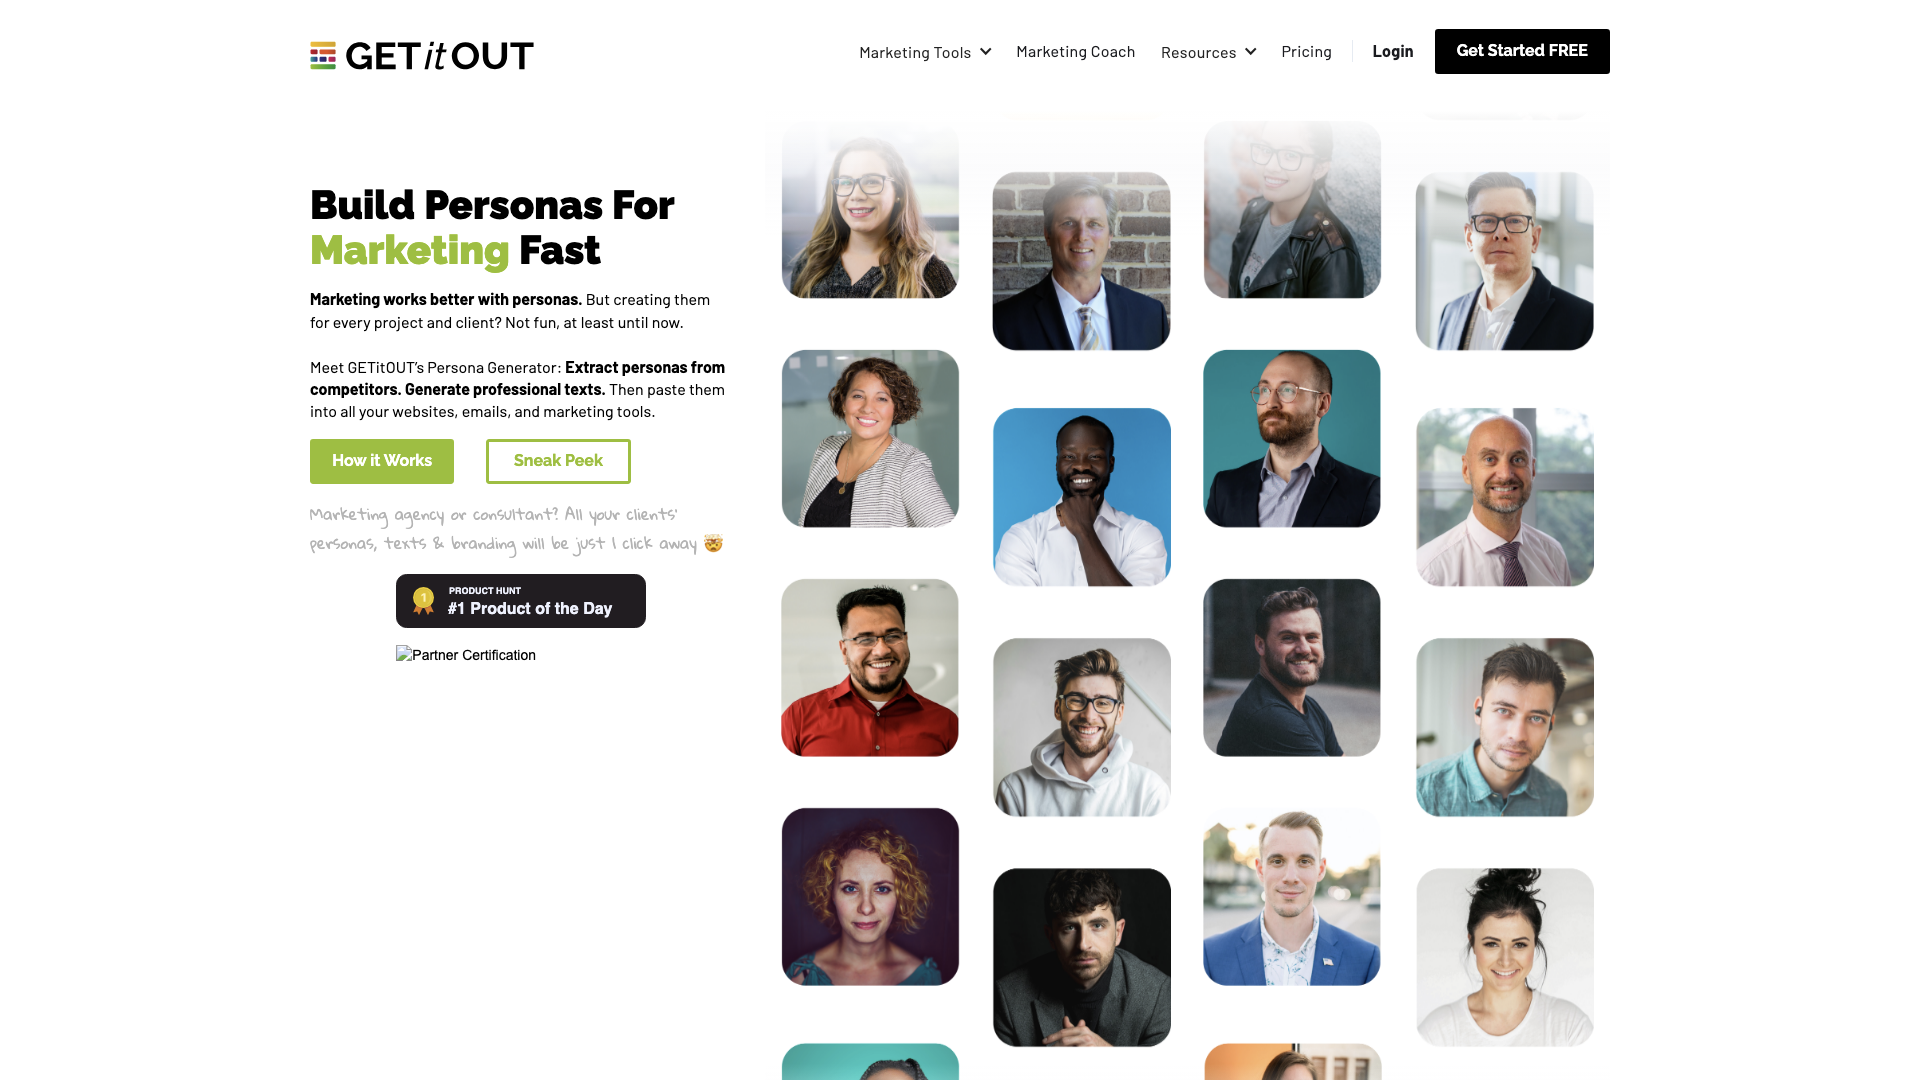 GETitOUT
Marketing Tools
Marketing Coach
Resources
Pricing
Login
Get Started FREE
Build Personas For
Marketing Fast
Marketing works better with personas. But creating them
for every project and client? Not fun, at least until now.
Meet GETitOUT’s Persona Generator: Extract personas from
competitors. Generate professional texts. Then paste them
into all your websites, emails, and marketing tools.
How it Works
Sneak Peek
Marketing agency or consultant? All your clients'
personas, texts & branding will be just 1 click away 🤯
1
PRODUCT HUNT
#1 Product of the Day
Partner Certification